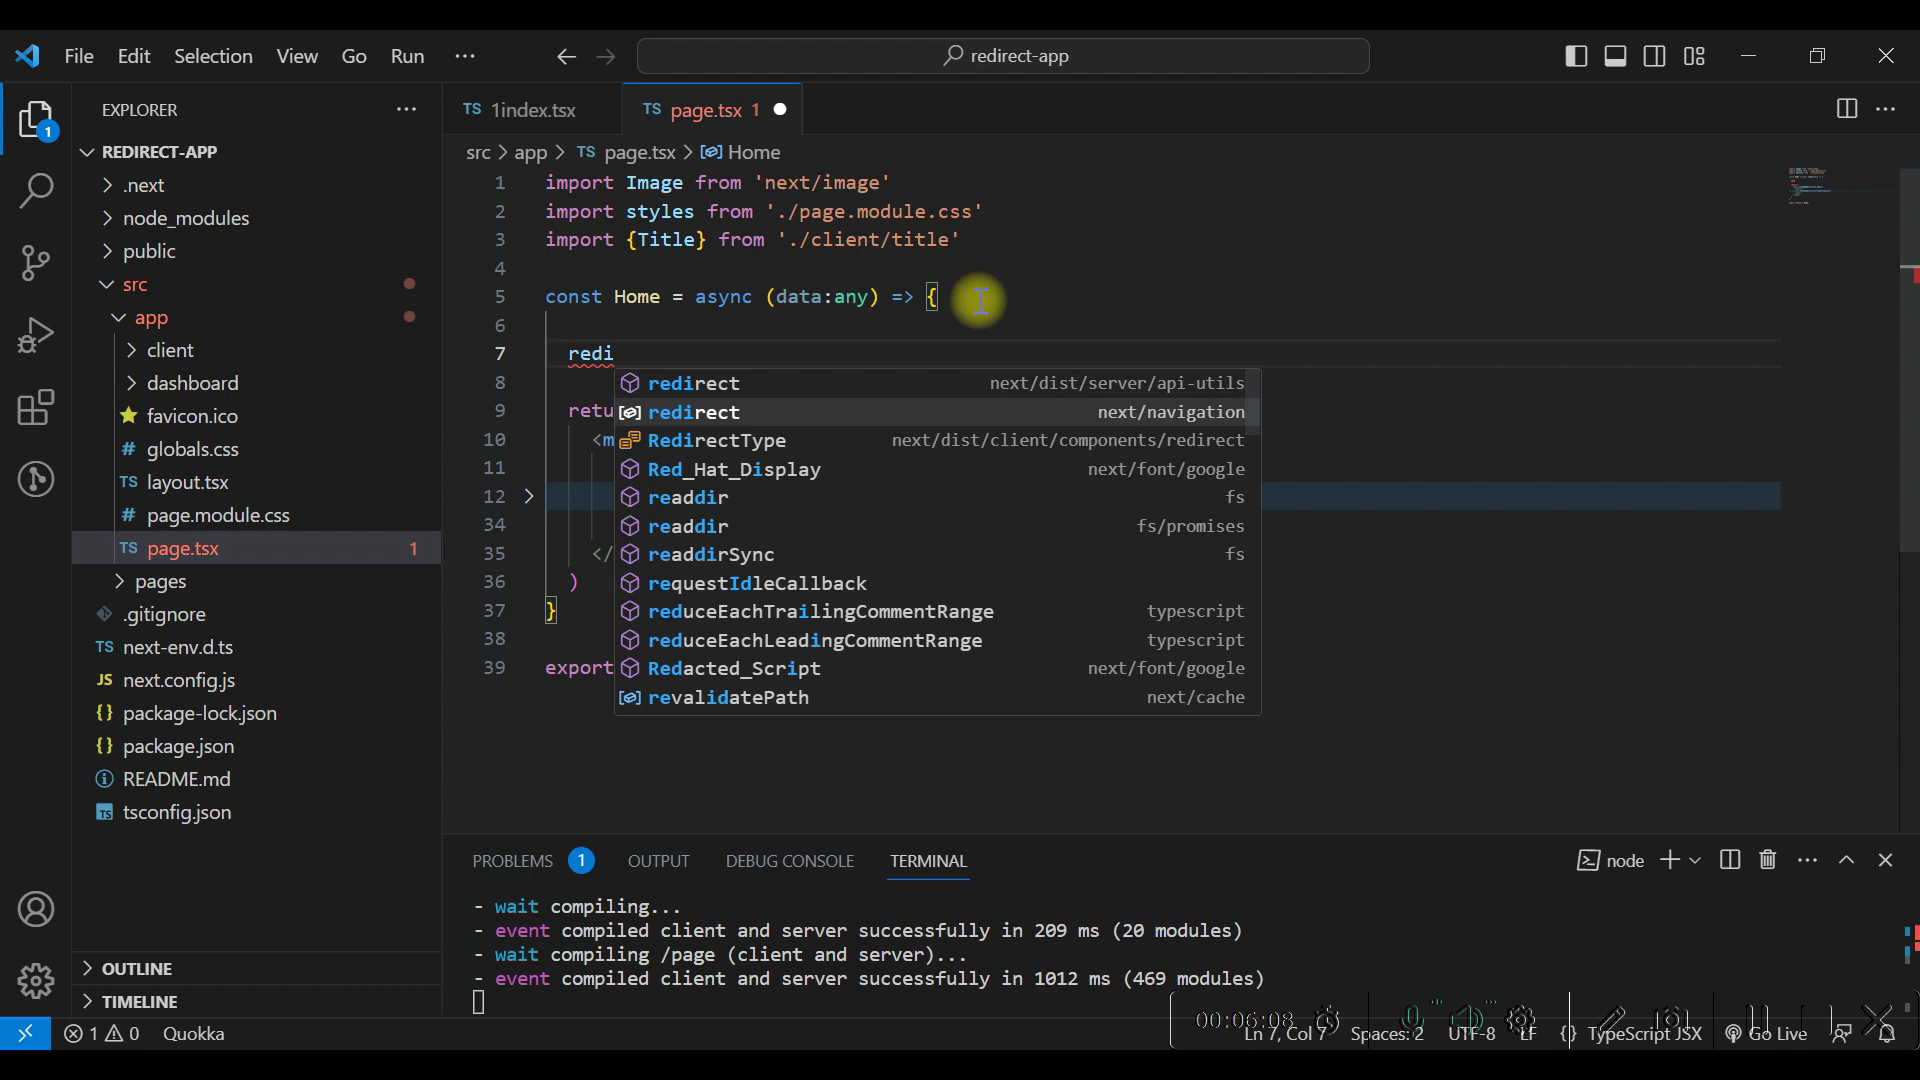 File Edit Selection View Go Run ··· redirect-app
EXPLORER
REDIRECT-APP
.next
node_modules
public
src
app
client
dashboard
favicon.ico
# globals.css
TS layout.tsx
# page.module.css
TS page.tsx 1
pages
.gitignore
TS next-env.d.ts
JS next.config.js
{} package-lock.json
{} package.json
README.md
TS tsconfig.json
OUTLINE
TIMELINE
1
TS 1index.tsx TS page.tsx 1
src > app > TS page.tsx > Home
1 import Image from 'next/image'
2 import styles from './page.module.css'
3 import {Title} from './client/title'
4
5 const Home = async (data:any) => {
6
7 redi
8
9 retu
10 <m
11
12
34
35 </
36 )
37 }
38
39 export
redirect next/dist/server/api-utils
redirect next/navigation
RedirectType next/dist/client/components/redirect
Red_Hat_Display next/font/google
readdir fs
readdir fs/promises
readdirSync fs
requestIdleCallback
reduceEachTrailingCommentRange typescript
reduceEachLeadingCommentRange typescript
Redacted_Script next/font/google
revalidatePath next/cache
PROBLEMS 1 OUTPUT DEBUG CONSOLE TERMINAL node
- wait compiling...
- event compiled client and server successfully in 209 ms (20 modules)
- wait compiling /page (client and server)...
- event compiled client and server successfully in 1012 ms (469 modules)
00:06:08
1 0 Quokka Ln 7, Col 7 Spaces: 2 UTF-8 LF {} TypeScript JSX Go Live